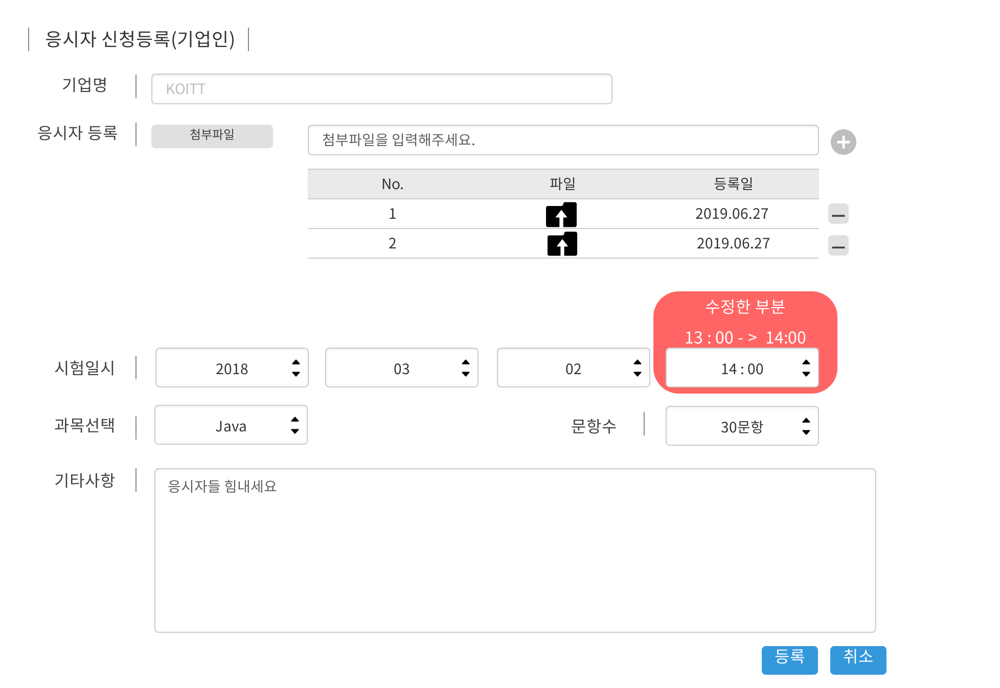 응시자 신청등록(기업인)
기업명
KOITT
응시자 등록
첨부파일
첨부파일을 입력해주세요.
No. 파일 등록일
1 2019.06.27
2 2019.06.27
수정한 부분
13 : 00 - > 14:00
시험일시 2018 03 02 14 : 00
과목선택 Java 문항수 30문항
기타사항
응시자들 힘내세요
등록 취소